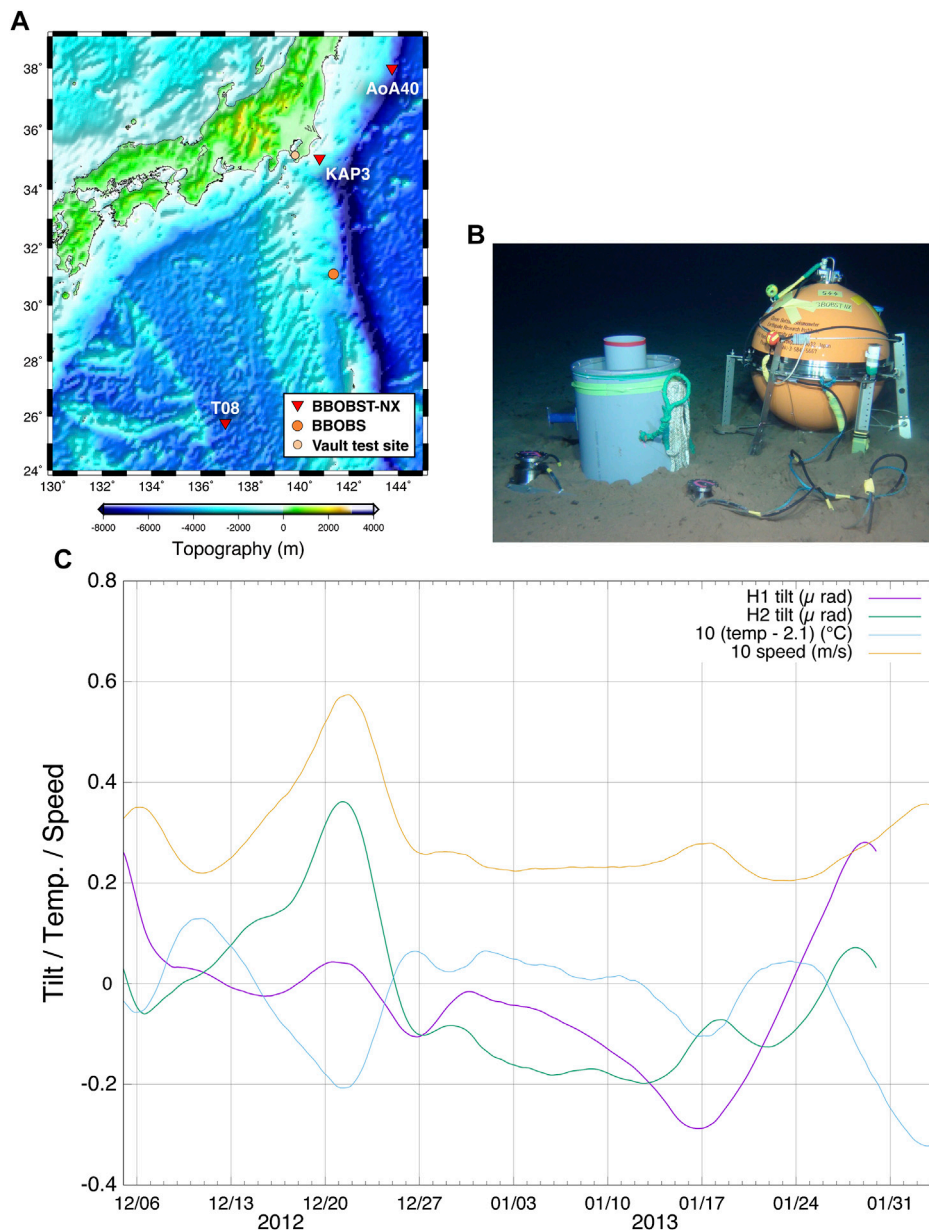 A
38°
36°
34°
32°
30°
28°
26°
24°
130°
132°
134°
136°
138°
140°
142°
144°
AoA40
KAP3
T08
BBOBST-NX
BBOBS
Vault test site
-8000
-6000
-4000
-2000
0
2000
4000
Topography (m)
B
C
H1 tilt (µ rad)
H2 tilt (µ rad)
10 (temp - 2.1) (°C)
10 speed (m/s)
Tilt / Temp. / Speed
0.8
0.6
0.4
0.2
0
-0.2
-0.4
12/06
12/13
12/20
12/27
01/03
01/10
01/17
01/24
01/31
2012
2013